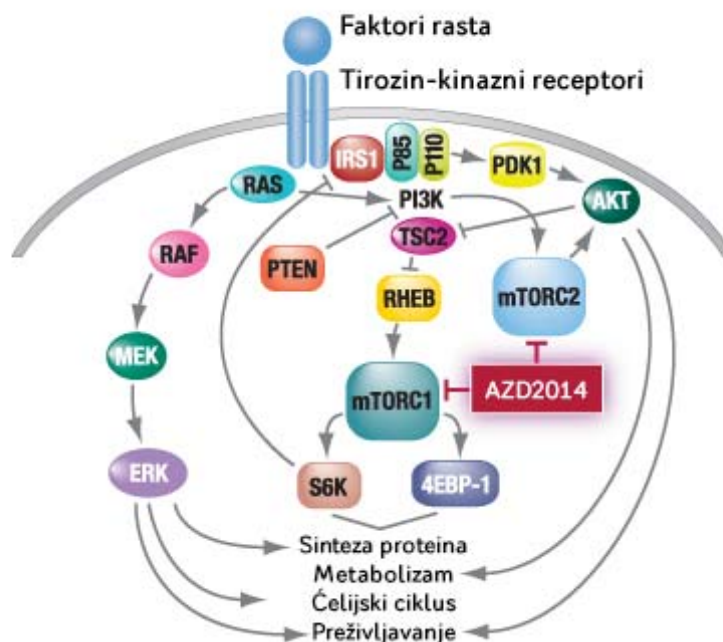 Faktori rasta
Tirozin-kinazni receptori
IRS1
P85
P110
PDK1
RAS
PI3K
AKT
TSC2
RAF
PTEN
RHEB
mTORC2
MEK
AZD2014
mTORC1
ERK
S6K
4EBP-1
Sinteza proteina
Metabolizam
Ćelijski ciklus
Preživljavanje